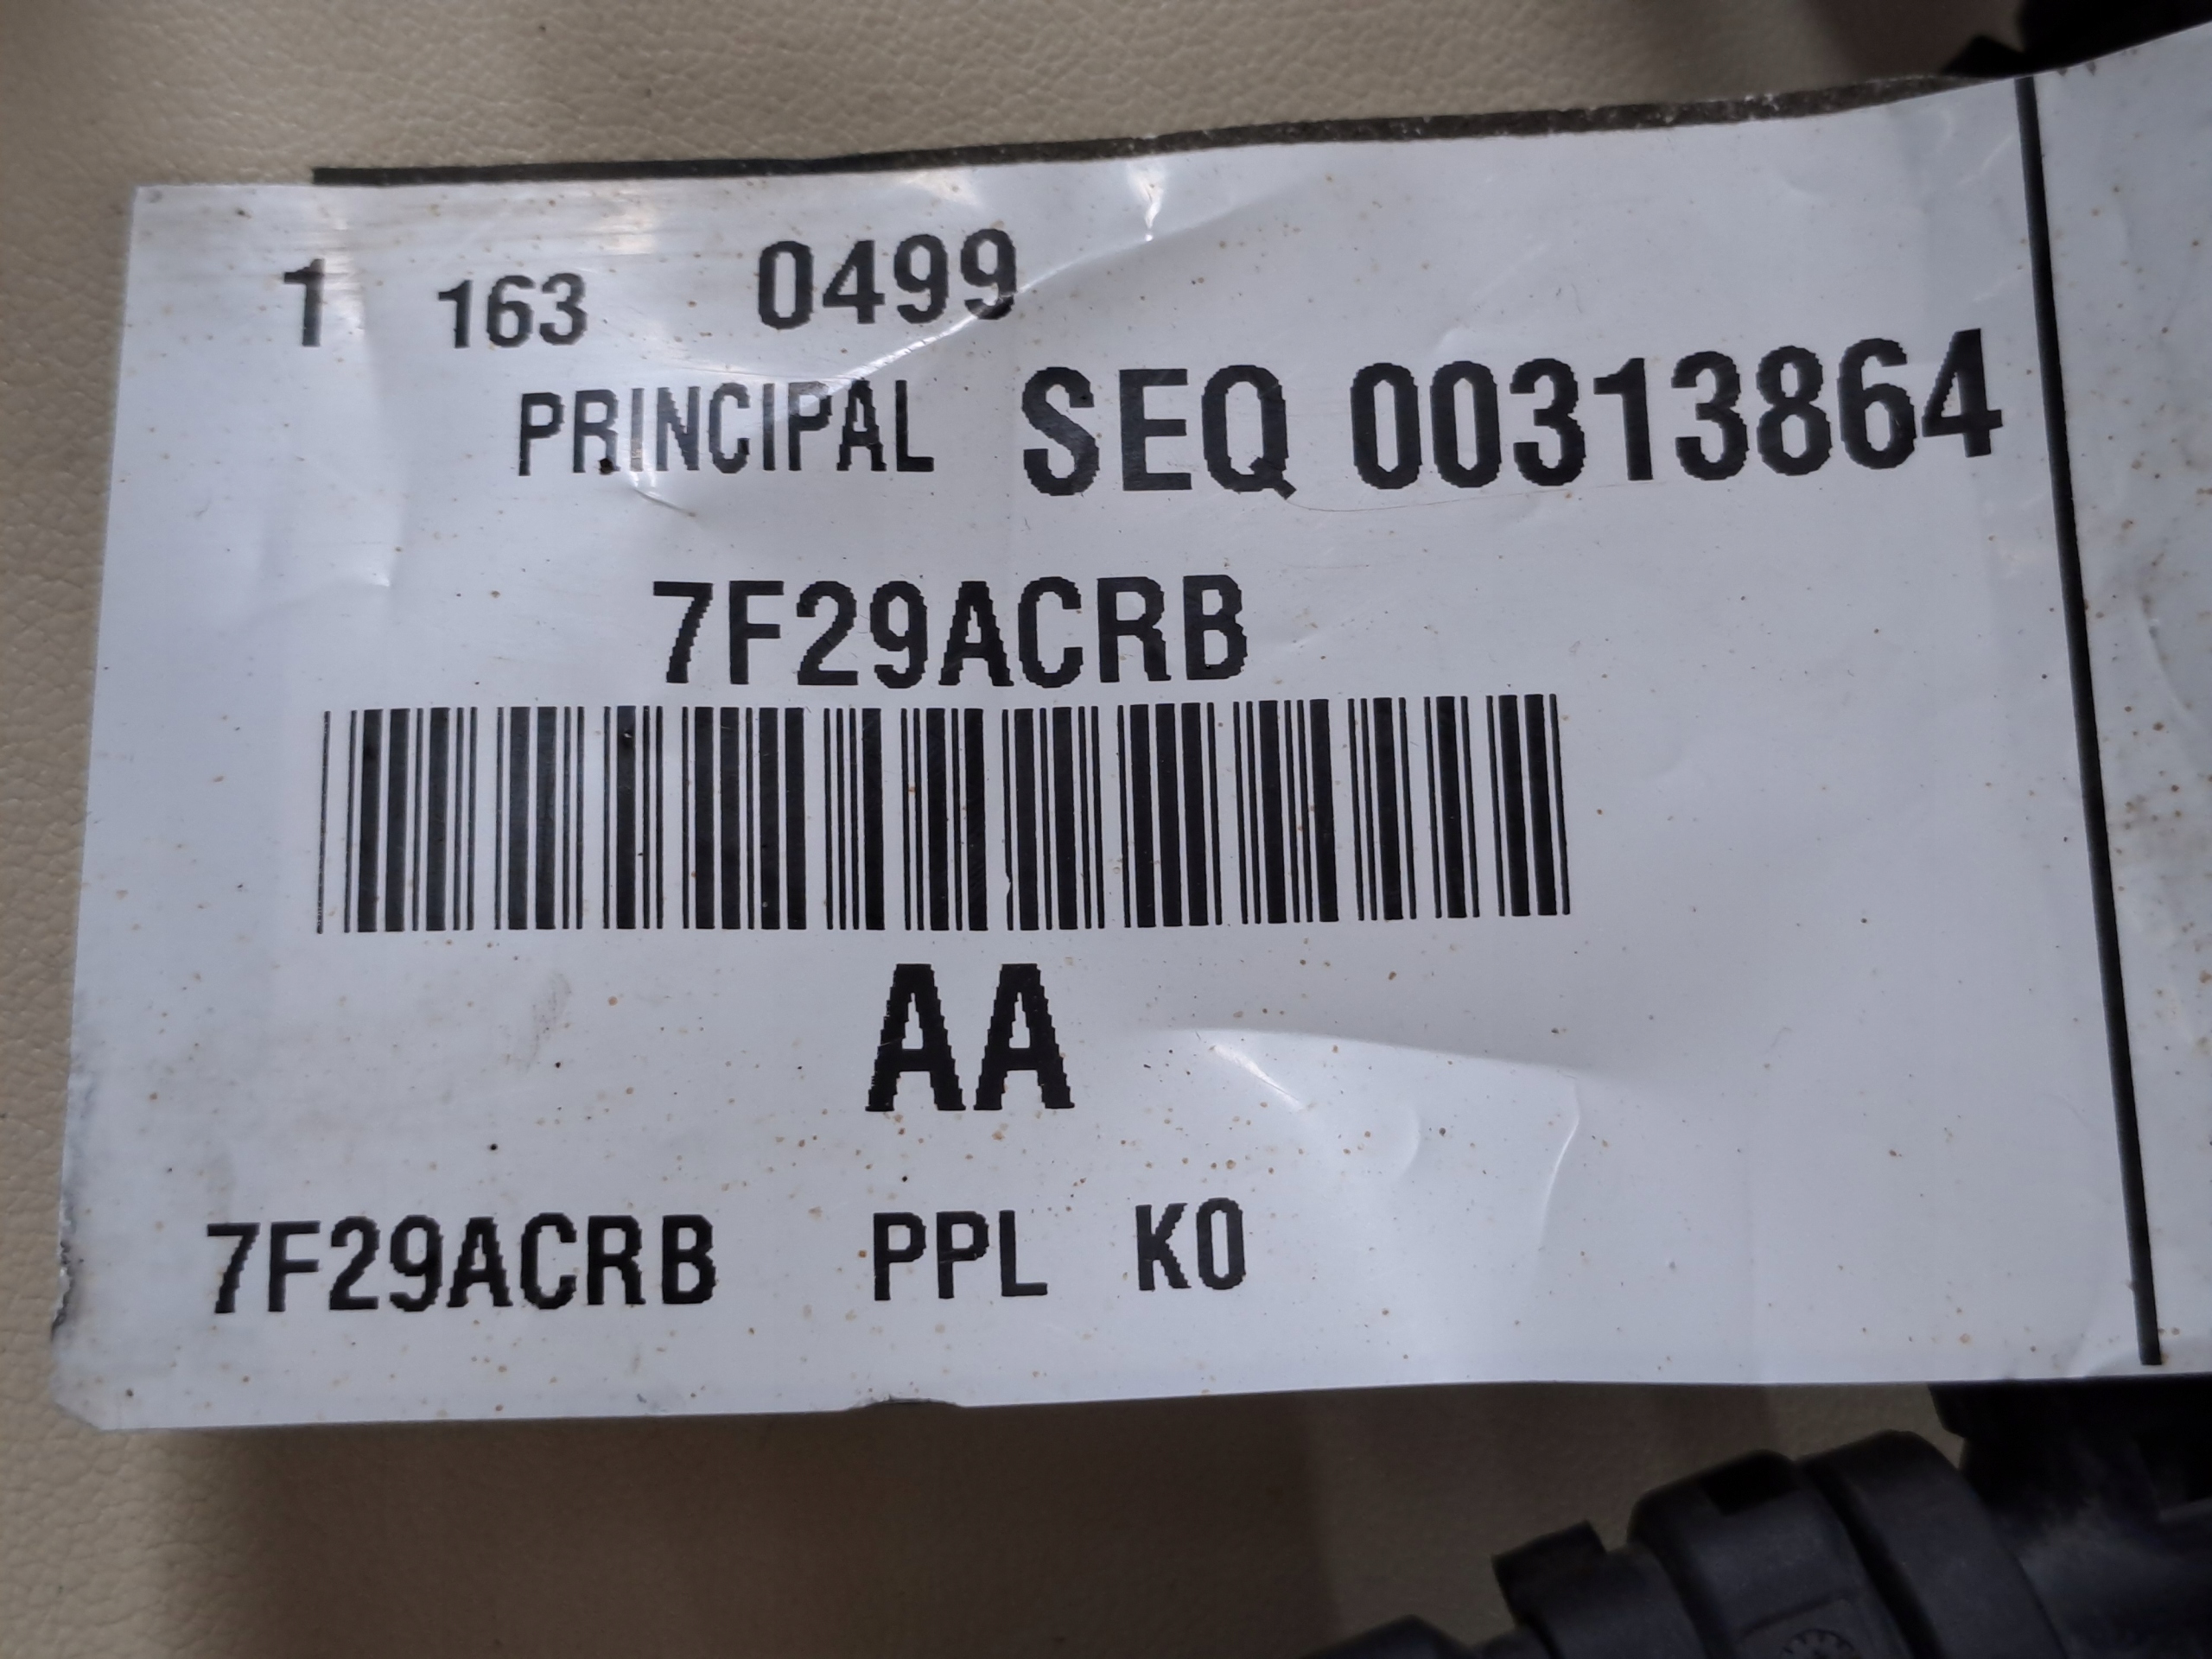 1 163 0499
PRINCIPAL SEQ 00313864
7F29ACRB
AA
7F29ACRB PPL K0